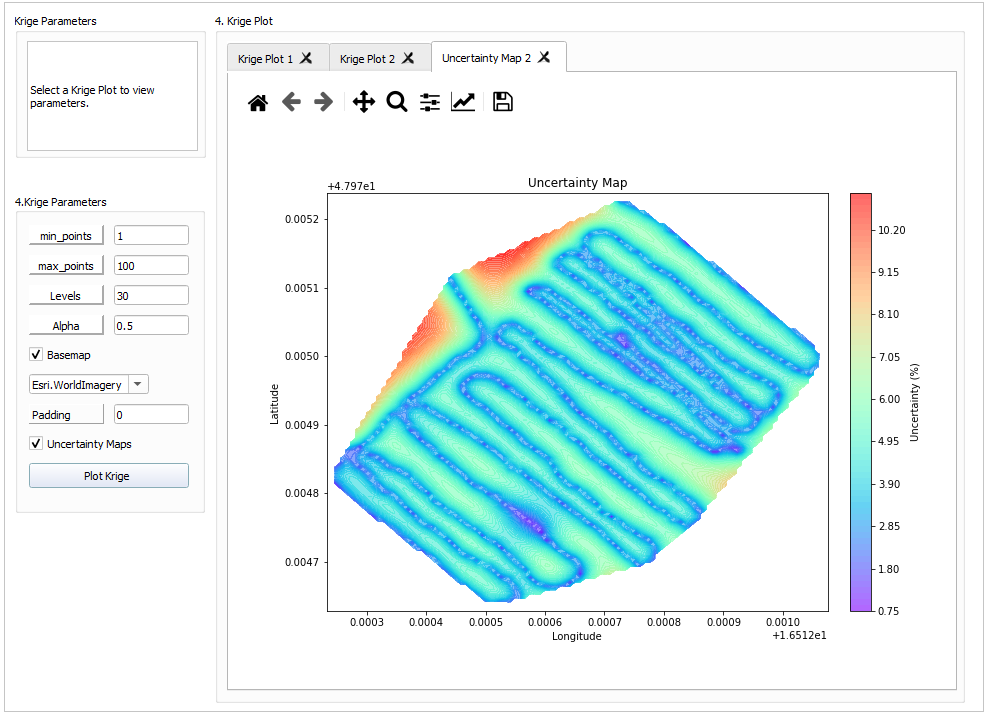 Krige Parameters
Select a Krige Plot to view
parameters.
4.Krige Parameters
min_points 1
max_points 100
Levels 30
Alpha 0.5
Basemap
Esri.WorldImagery
Padding 0
Uncertainty Maps
Plot Krige
4. Krige Plot
Krige Plot 1
Krige Plot 2
Uncertainty Map 2
+4.797e1
Uncertainty Map
Latitude
0.0052
0.0051
0.0050
0.0049
0.0048
0.0047
0.0003 0.0004 0.0005 0.0006 0.0007 0.0008 0.0009 0.0010
Longitude
+1.6512e1
10.20
9.15
8.10
7.05
6.00
4.95
3.90
2.85
1.80
0.75
Uncertainty (%)